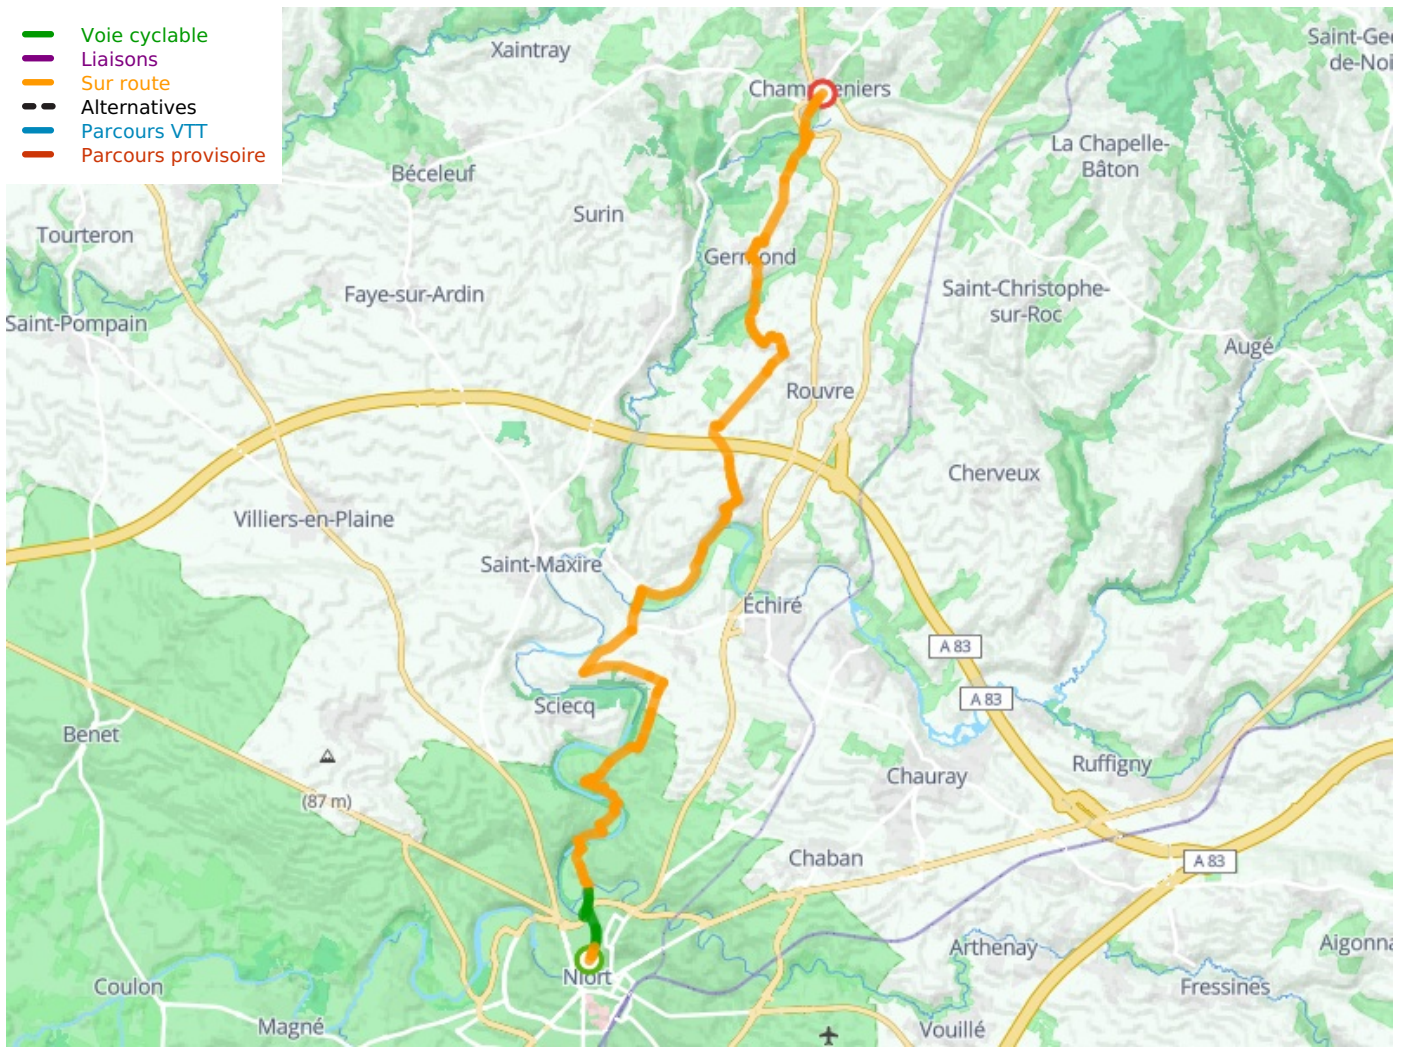 Voie cyclable
Liaisons
Sur route
Alternatives
Parcours VTT
Parcours provisoire
Xaintray
Saint-Ge
de-Noi
La Chapelle-
Bâton
Béceleuf
Surin
Tourteron
Faye-sur-Ardin
Saint-Christophe-
sur-Roc
Saint-Pompain
Augé
Rouvre
Cherveux
Villiers-en-Plaine
Saint-Maxire
Échiré
A 83
A 83
Sciecq
Benet
Ruffigny
Chauray
(87 m)
Chaban
A 83
Arthenay
Aigonna
Niort
Coulon
Fressines
Magné
Vouillé